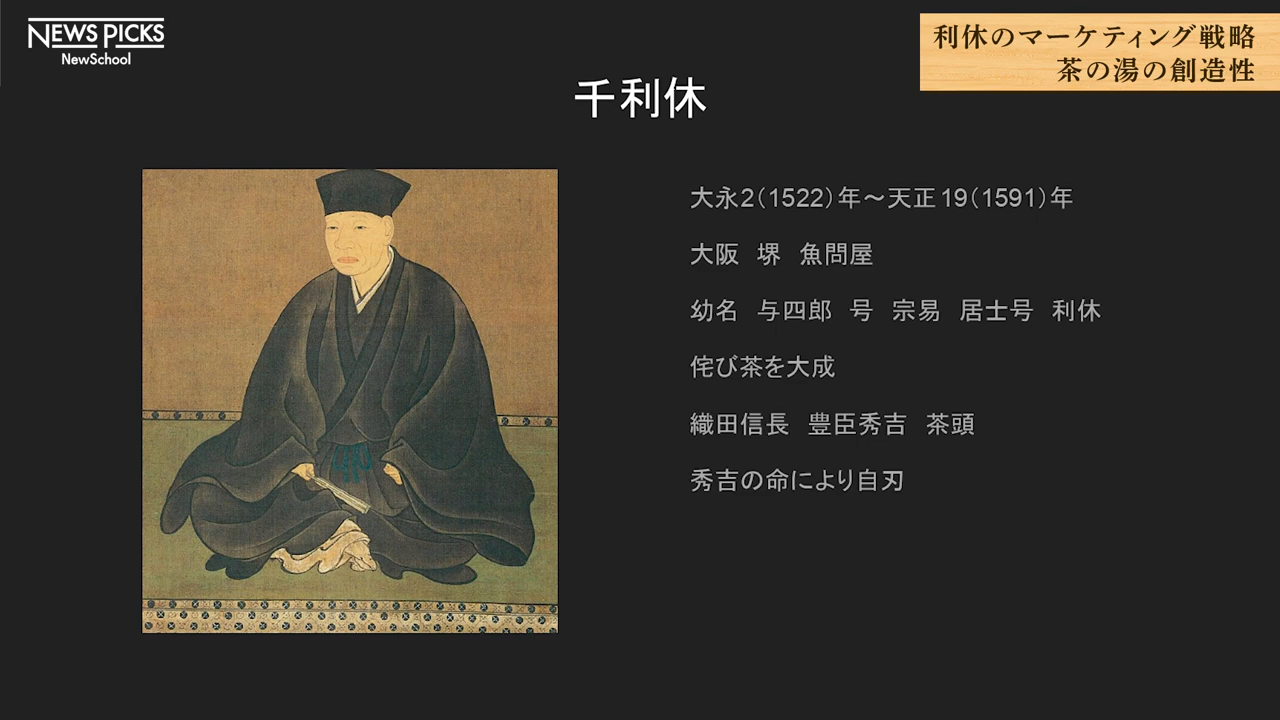 NEWS PICKS
NewSchool
利休のマーケティング戦略
茶の湯の創造性
千利休
大永2(1522)年〜天正19(1591)年
大阪　堺　魚問屋
幼名　与四郎　号　宗易　居士号　利休
侘び茶を大成
織田信長　豊臣秀吉　茶頭
秀吉の命により自刃